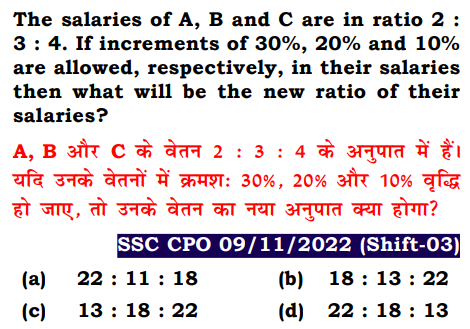 The salaries of A, B and C are in ratio 2 :
3 : 4. If increments of 30%, 20% and 10%
are allowed, respectively, in their salaries
then what will be the new ratio of their
salaries?
A, B और C के वेतन 2 : 3 : 4 के अनुपात में हैं।
यदि उनके वेतनों में क्रमश: 30%, 20% और 10% वृद्धि
हो जाए, तो उनके वेतन का नया अनुपात क्या होगा?
SSC CPO 09/11/2022 (Shift-03)
(a) 22 : 11 : 18 (b) 18 : 13 : 22
(c) 13 : 18 : 22 (d) 22 : 18 : 13